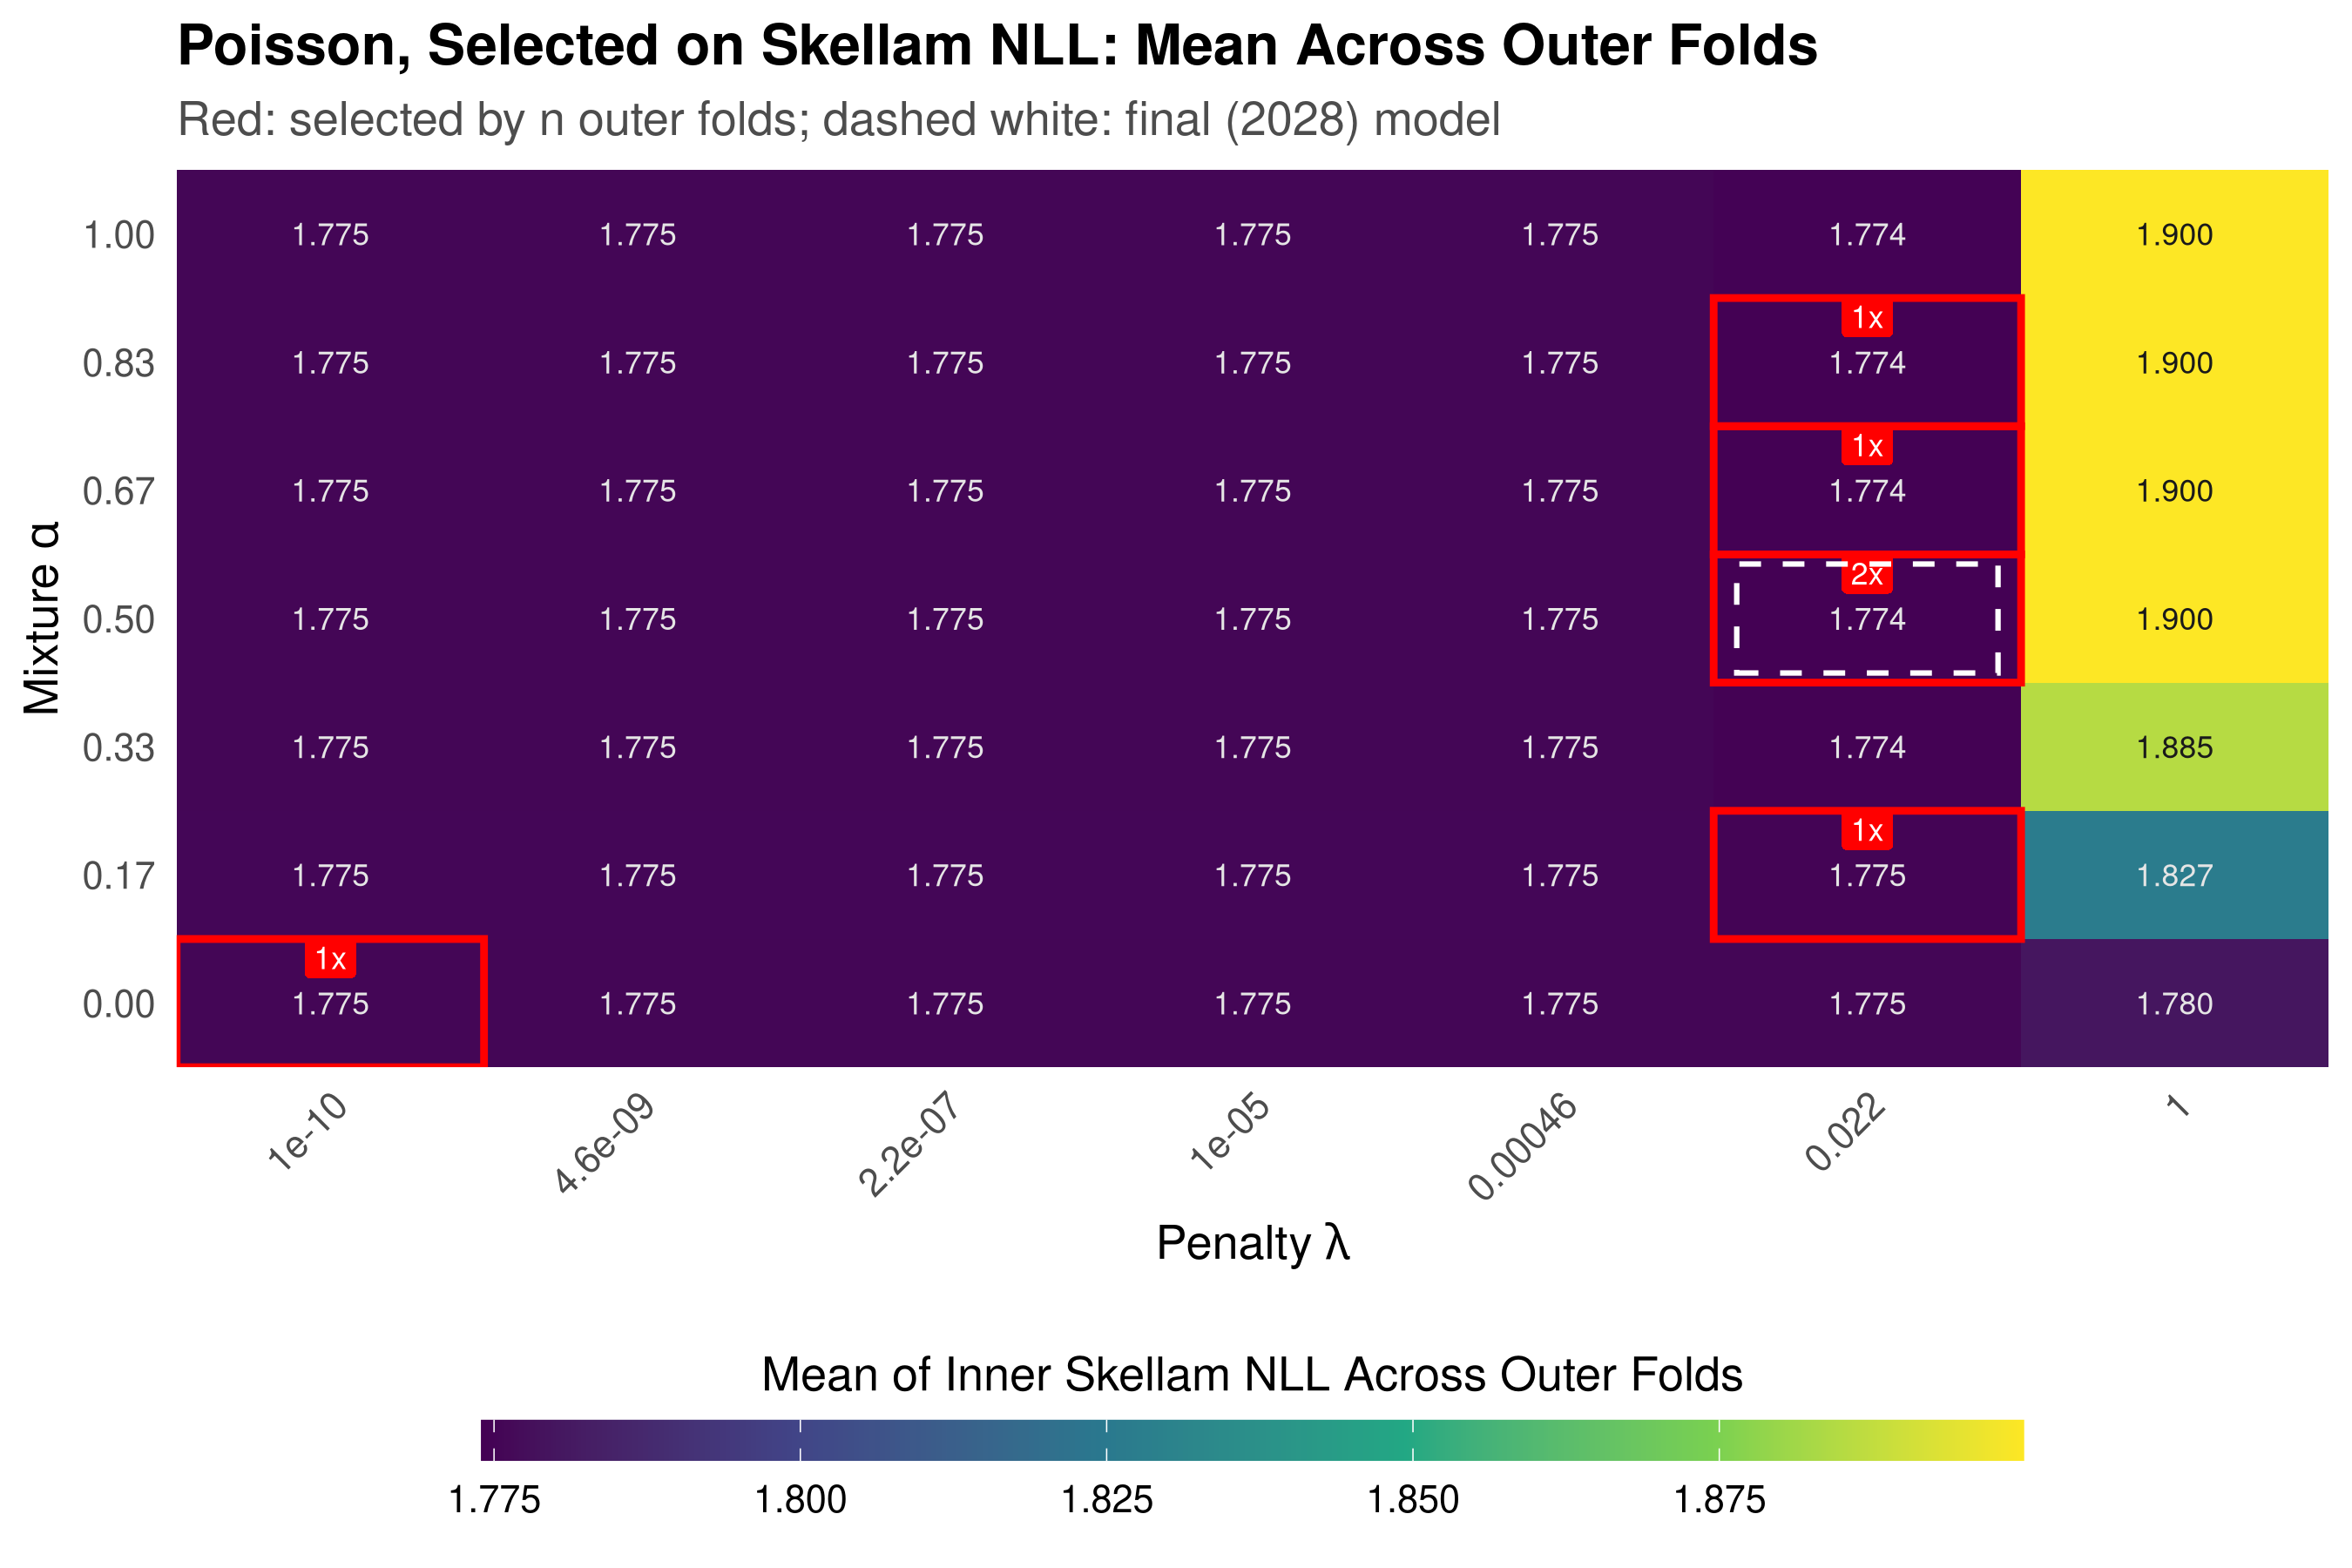 Poisson, Selected on Skellam NLL: Mean Across Outer Folds
Red: selected by n outer folds; dashed white: final (2028) model
Mixture α
1.00 1.775 1.775 1.775 1.775 1.775 1.774 1.900
1x
0.83 1.775 1.775 1.775 1.775 1.775 1.774 1.900
1x
0.67 1.775 1.775 1.775 1.775 1.775 1.774 1.900
2x
0.50 1.775 1.775 1.775 1.775 1.775 1.774 1.900
0.33 1.775 1.775 1.775 1.775 1.775 1.774 1.885
1x
0.17 1.775 1.775 1.775 1.775 1.775 1.775 1.827
1x
0.00 1.775 1.775 1.775 1.775 1.775 1.775 1.780
1e-10 4.6e-09 2.2e-07 1e-05 0.00046 0.022 1
Penalty λ
Mean of Inner Skellam NLL Across Outer Folds
1.775 1.800 1.825 1.850 1.875